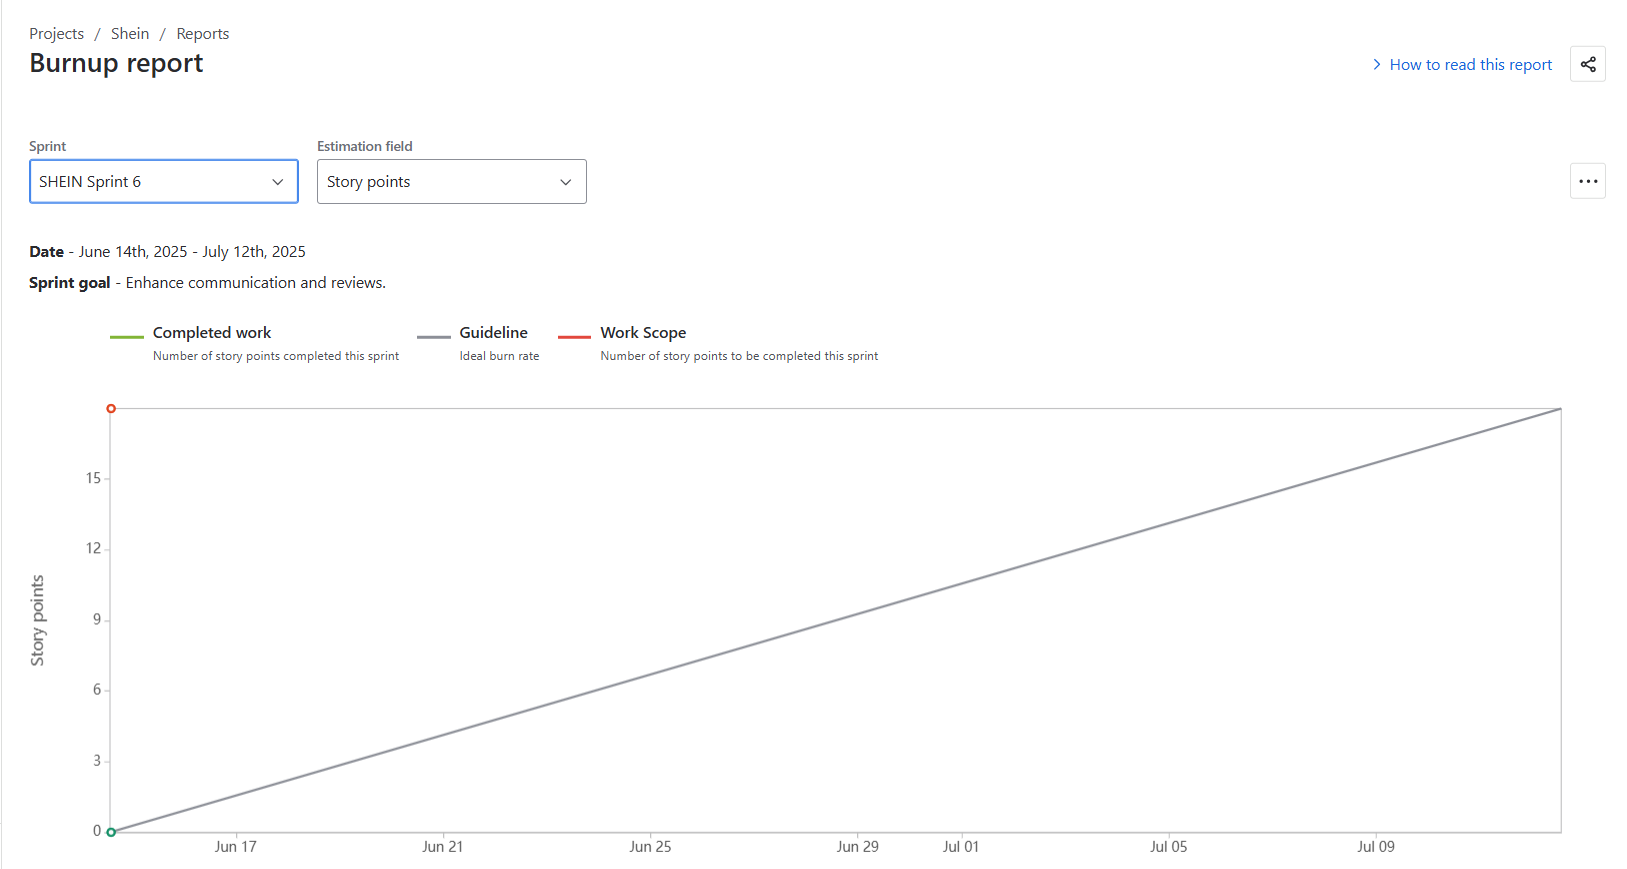 Projects / Shein / Reports
Burnup report
How to read this report
Sprint
Estimation field
SHEIN Sprint 6
Story points
Date - June 14th, 2025 - July 12th, 2025
Sprint goal - Enhance communication and reviews.
Completed work
Number of story points completed this sprint
Guideline
Ideal burn rate
Work Scope
Number of story points to be completed this sprint
Story points
15
12
9
6
3
0
Jun 17
Jun 21
Jun 25
Jun 29
Jul 01
Jul 05
Jul 09